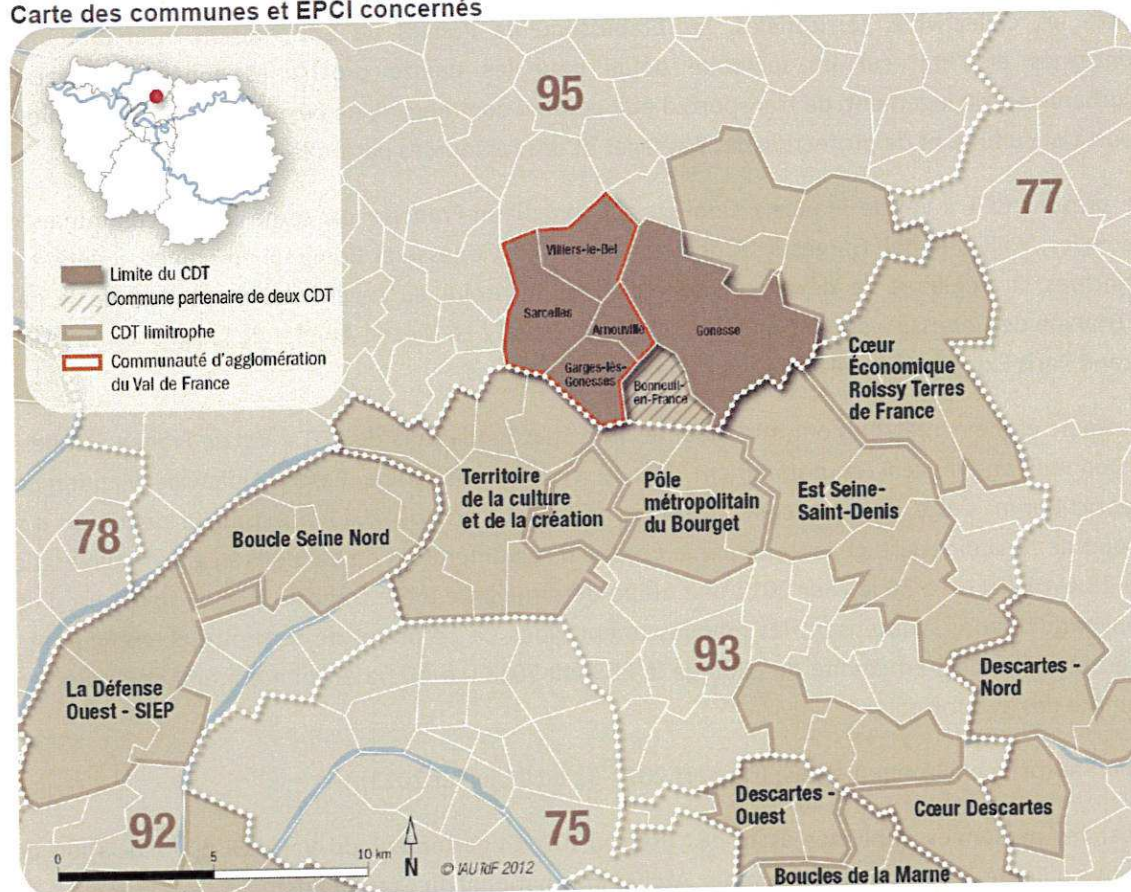 Carte des communes et EPCI concernés
95
77
Limite du CDT
Commune partenaire de deux CDT
CDT limitrophe
Communauté d'agglomération
du Val de France
Villiers-le-Bel
Sarcelles
Arnouville
Gonesse
Garges-lès-
Gonesses
Bonneuil-
en-France
Cœur
Économique
Roissy Terres
de France
Territoire
de la culture
et de la création
Pôle
métropolitain
du Bourget
Est Seine-
Saint-Denis
78
Boucle Seine Nord
93
La Défense
Ouest - SIEP
Descartes -
Nord
92
75
Descartes -
Ouest
Cœur Descartes
Boucles de la Marne
0
5
10 km
N
© IAU îdF 2012